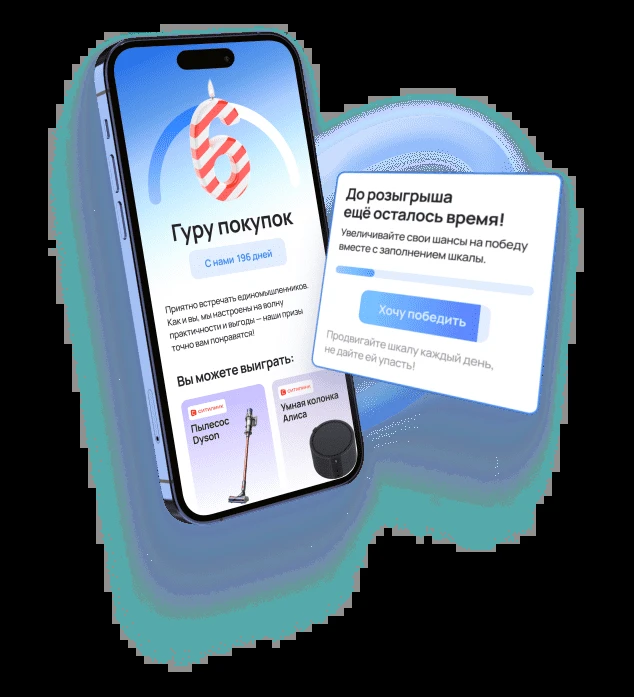 6
Гуру покупок
С нами 196 дней
Приятно встречать единомышленников.
Как и вы, мы настроены на волну
практичности и выгоды — наши призы
точно вам понравятся!
Вы можете выиграть:
СИТИЛИНК
Пылесос
Dyson
СИТИЛИНК
Умная колонка
Алиса
До розыгрыша
ещё осталось время!
Увеличивайте свои шансы на победу
вместе с заполнением шкалы.
Хочу победить
Продвигайте шкалу каждый день,
не дайте ей упасть!